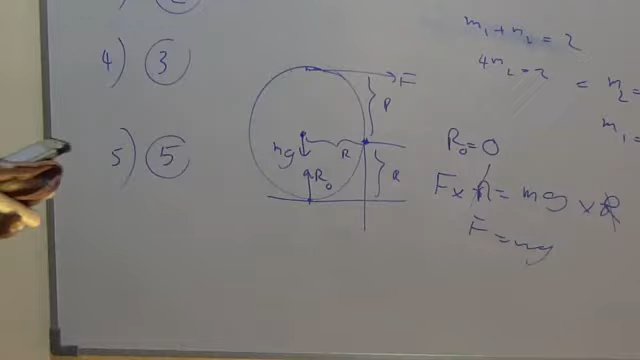 4) 3
5) 5
F
R
mg
R
R₀
R
m₁ + m₂ = 2
4m₂ = 2
< m₂ =
m₁ =
R₀ = 0
F × R = mg × R
F = mg